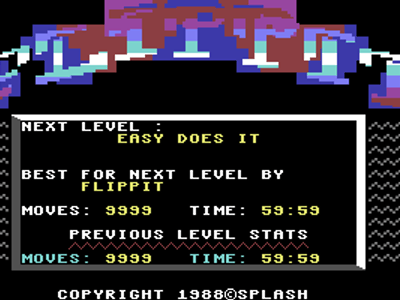 NEXT LEVEL :
EASY DOES IT
BEST FOR NEXT LEVEL BY
FLIPPIT
MOVES: 9999 TIME: 59:59
PREVIOUS LEVEL STATS
MOVES: 9999 TIME: 59:59
COPYRIGHT 1988©SPLASH